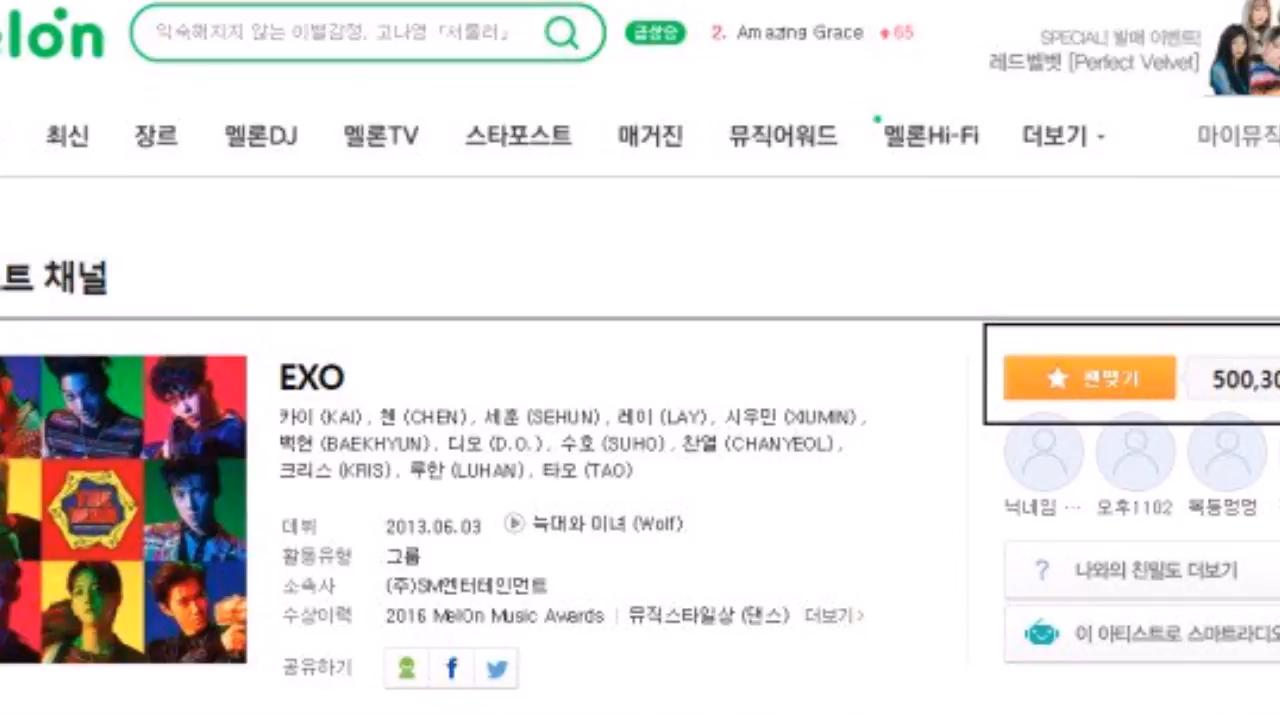 elon
익숙해지지 않는 이별감정, 고나영 『서툴러』
급상승 2. Amazing Grace 65
SPECIAL! 발매 이벤트!
레드벨벳 [Perfect Velvet]
최신 장르 멜론DJ 멜론TV 스타포스트 매거진 뮤직어워드 멜론Hi-Fi 더보기 마이뮤직
트 채널
EXO
카이 (KAI), 첸 (CHEN), 세훈 (SEHUN), 레이 (LAY), 시우민 (XIUMIN),
백현 (BAEKHYUN), 디오 (D.O.), 수호 (SUHO), 찬열 (CHANYEOL),
크리스 (KRIS), 루한 (LUHAN), 타오 (TAO)
데뷔 2013.06.03 늑대와 미녀 (Wolf)
활동유형 그룹
소속사 (주)SM엔터테인먼트
수상이력 2016 MelOn Music Awards | 뮤직스타일상 (댄스) 더보기 >
공유하기
팬맺기 500,30
닉네임 … 오후1102 목동멍멍
? 나와의 친밀도 더보기
이 아티스트로 스마트라디오